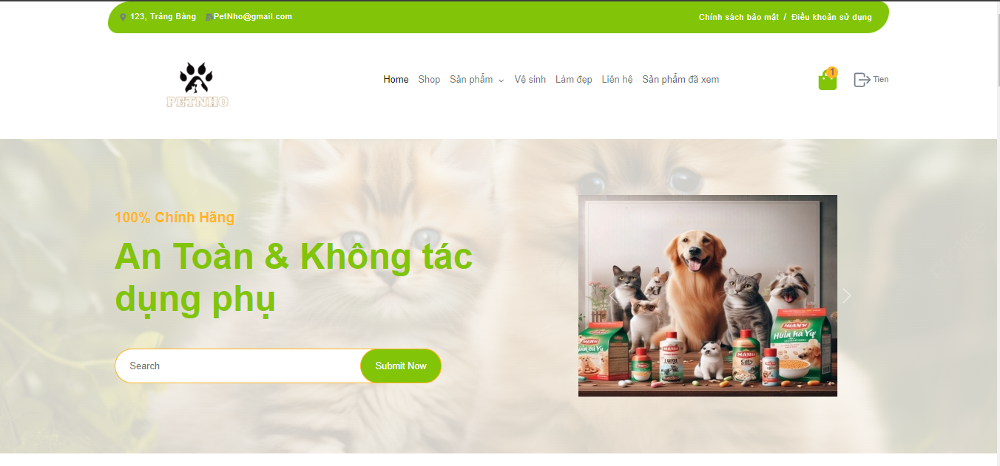 123, Trảng Bàng PetNho@gmail.com Chính sách bảo mật / Điều khoản sử dụng
PETNHO
Home Shop Sản phẩm Vệ sinh Làm đẹp Liên hệ Sản phẩm đã xem
1
Tien
100% Chính Hãng
An Toàn & Không tác
dụng phụ
Search Submit Now